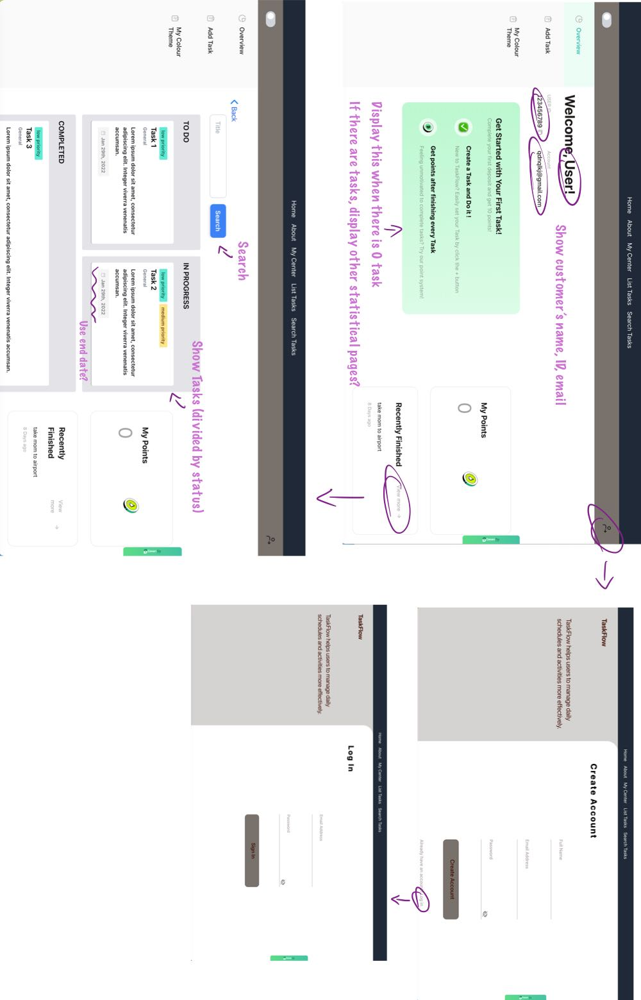 Home About My Center List Tasks Search Tasks
Overview
Add Task
My Colour
Theme
Welcome, User!
USER ID
123456789
Account
qdnqlkj@gmail.com
Show customer's name, ID, email
Get Started with Your First Task!
Complete your first deposit and get 10 points!
Create a Task and Do it !
New to TaskFlow? Easily set your Task by click the + button
Get points after finishing every Task
Feeling unmotivated to complete tasks? Try our point system!
Display this when there is 0 task
If there are tasks, display other statistical pages?
My Points
0
Recently Finished
View more →
take mom to airport
8 Days ago
Home About My Center List Tasks Search Tasks
TaskFlow
TaskFlow helps users to manage daily
schedules and activities more effectively.
Create Account
Full Name
Email Address
Password
Create Account
Already have an account? Log in
Home About My Center List Tasks Search Tasks
Overview
Add Task
My Colour
Theme
Back
Title
Search
Search
TO DO
low priority
Task 1
General
Lorem ipsum dolor sit amet, consectetur
adipiscing elit. Integer viverra venenatis
accumsan.
Jan 29th, 2022
IN PROGRESS
low priority medium priority
Task 2
General
Lorem ipsum dolor sit amet, consectetur
adipiscing elit. Integer viverra venenatis
accumsan.
Jan 29th, 2022
Show Tasks (divided by status)
Use end date?
COMPLETED
low priority
Task 3
General
Lorem ipsum dolor sit amet, consectetur adipiscing elit. Integer viverra venenatis accumsan.
My Points
0
Recently
Finished
View
more →
take mom to airport
8 Days ago
Home About My Center List Tasks Search Tasks
TaskFlow
TaskFlow helps users to manage daily
schedules and activities more effectively.
Log In
Email Address
Password
Sign In